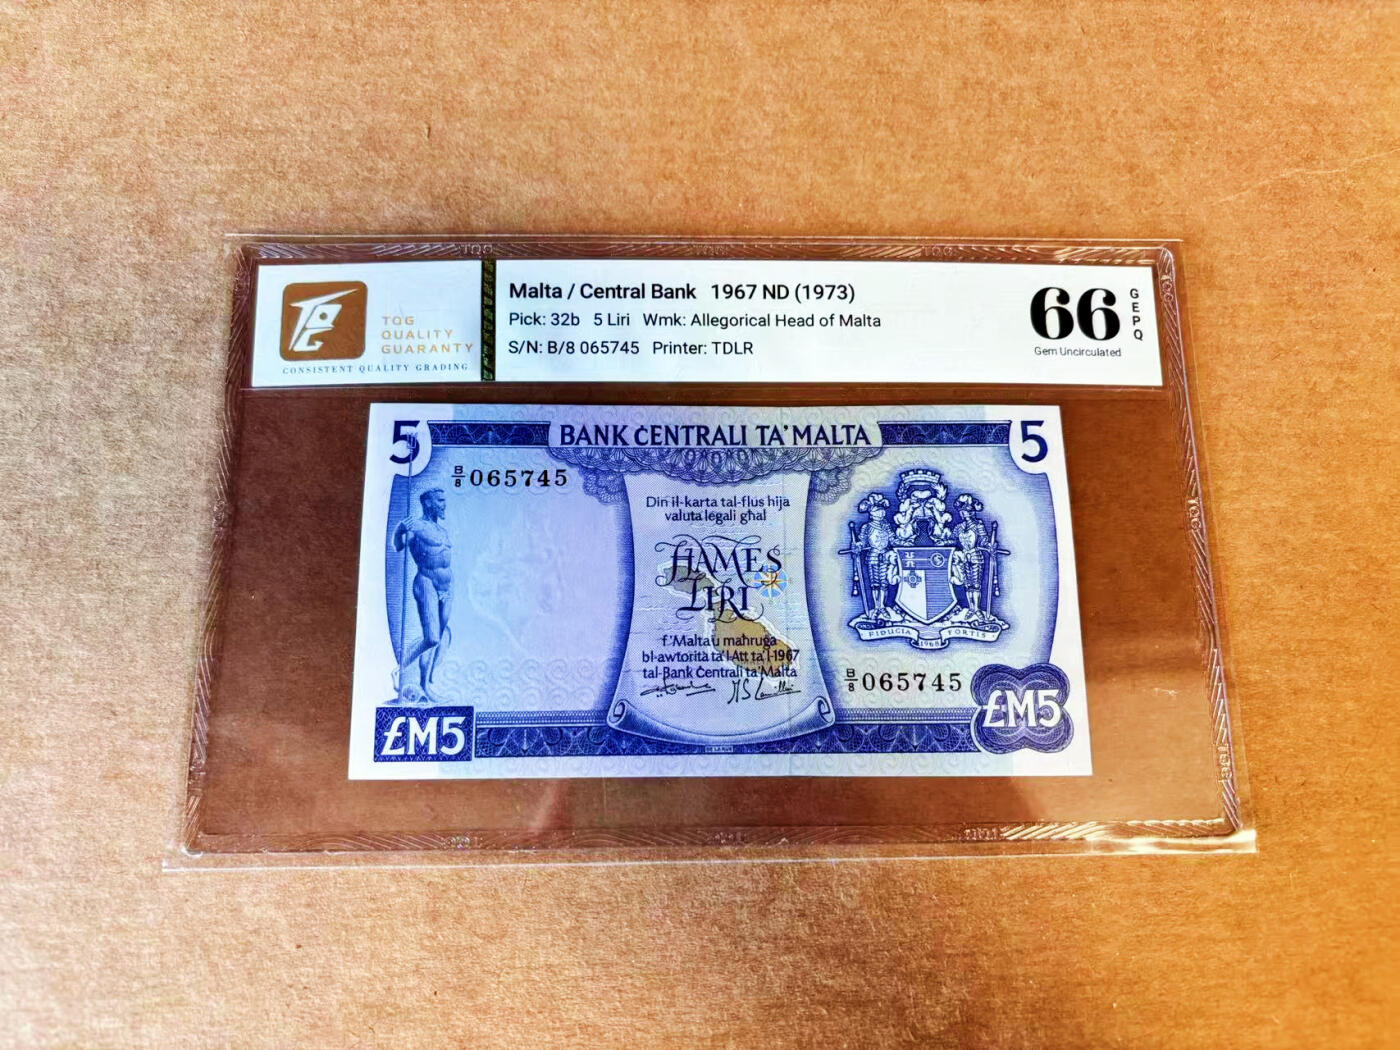 TQG
QUALITY
GUARANTY
CONSISTENT QUALITY GRADING
Malta / Central Bank 1967 ND (1973)
Pick: 32b 5 Liri Wmk: Allegorical Head of Malta
S/N: B/8 065745 Printer: TDLR
66
GEPQ
Gem Uncirculated
5
BANK ĊENTRALI TA' MALTA
5
B/8 065745
Din il-karta tal-flus hija
valuta legali għal
ĦAMES
LIRI
f'Malta u maħruġa
bl-awtorità ta' l-Att ta' l-1967
tal-Bank Ċentrali ta' Malta
FIDUCIA FORTIS
B/8 065745
£M5
£M5
DE LA RUE